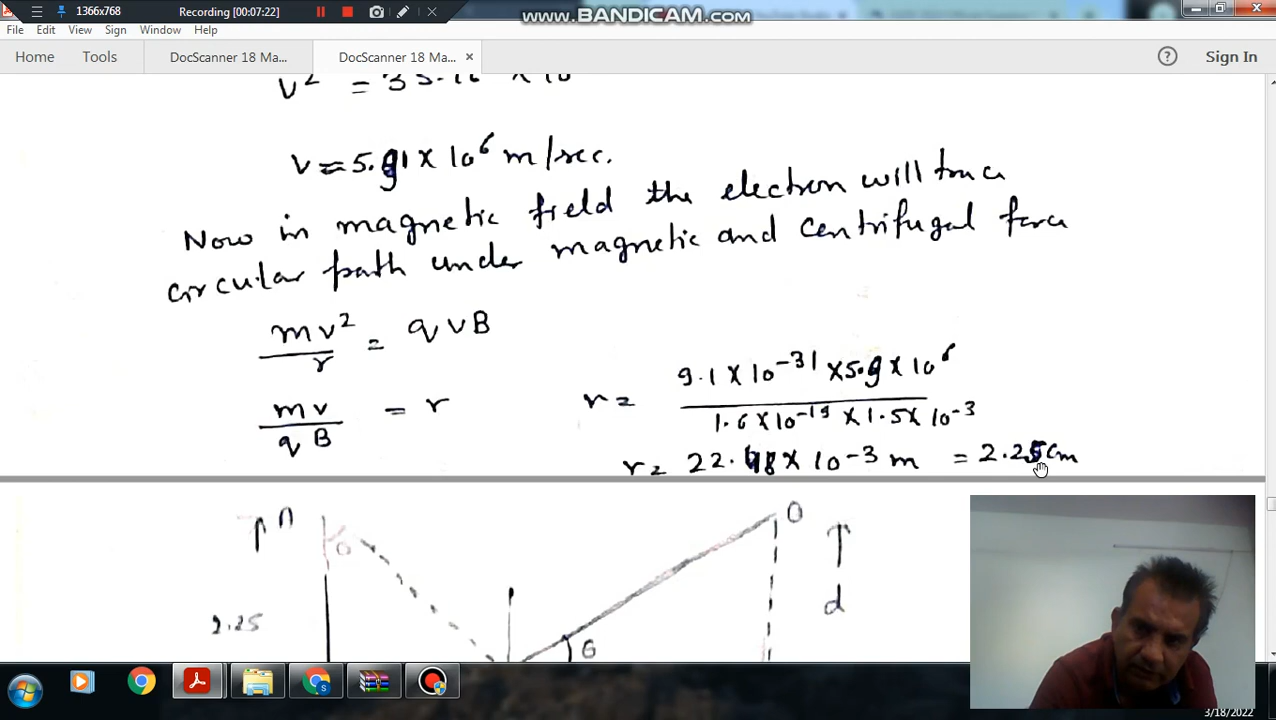 1366x768
Recording [00:07:22]
www.BANDICAM.com
File Edit View Sign Window Help
Home Tools DocScanner 18 Ma... DocScanner 18 Ma... ×
? Sign In
v² =
v = 5.91 × 10⁶ m/sec.
Now in magnetic field the electron will trace
circular path under magnetic and centrifugal force
mv²/r = qvB
mv/qB = r
r = 9.1 × 10⁻³¹ × 5.9 × 10⁶ / 1.6 × 10⁻¹⁹ × 1.5 × 10⁻³
r = 22.48 × 10⁻³ m = 2.25 cm
↑ n
O
O
↑
d
2.25
θ
3/18/2022